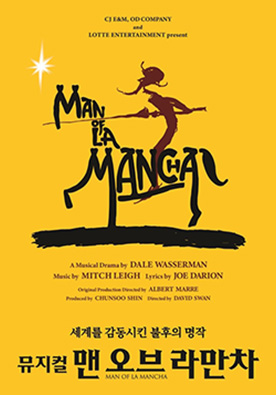 CJ E&M, OD COMPANY
and
LOTTE ENTERTAINMENT present
MAN
OF
LA
MANCHA
A Musical Drama by DALE WASSERMAN
Music by MITCH LEIGH Lyrics by JOE DARION
Original Production Directed by ALBERT MARRE
Produced by CHUNSOO SHIN Directed by DAVID SWAN
세계를 감동시킨 불후의 명작
뮤지컬 맨 오브 라만차
MAN OF LA MANCHA